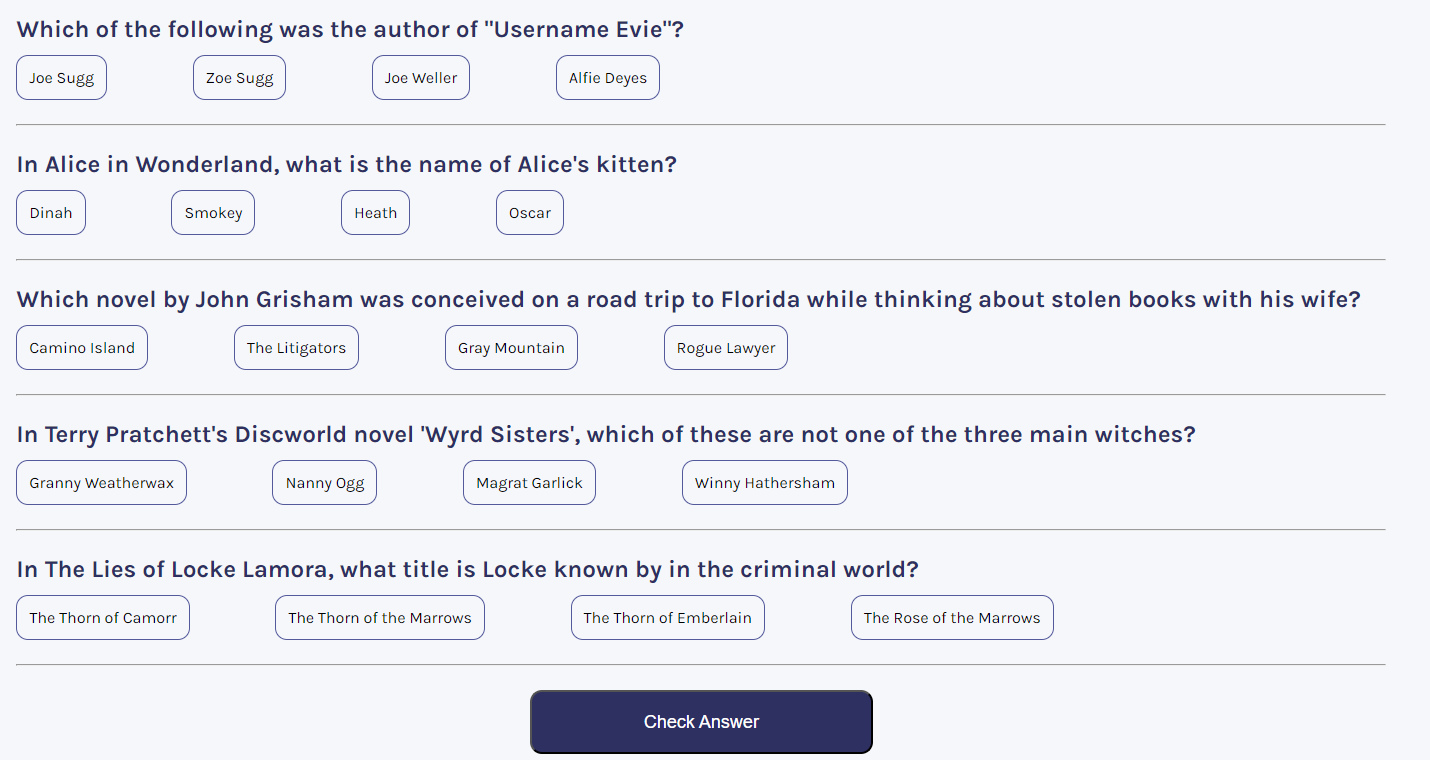 Which of the following was the author of "Username Evie"?
Joe Sugg Zoe Sugg Joe Weller Alfie Deyes
In Alice in Wonderland, what is the name of Alice's kitten?
Dinah Smokey Heath Oscar
Which novel by John Grisham was conceived on a road trip to Florida while thinking about stolen books with his wife?
Camino Island The Litigators Gray Mountain Rogue Lawyer
In Terry Pratchett's Discworld novel 'Wyrd Sisters', which of these are not one of the three main witches?
Granny Weatherwax Nanny Ogg Magrat Garlick Winny Hathersham
In The Lies of Locke Lamora, what title is Locke known by in the criminal world?
The Thorn of Camorr The Thorn of the Marrows The Thorn of Emberlain The Rose of the Marrows
Check Answer